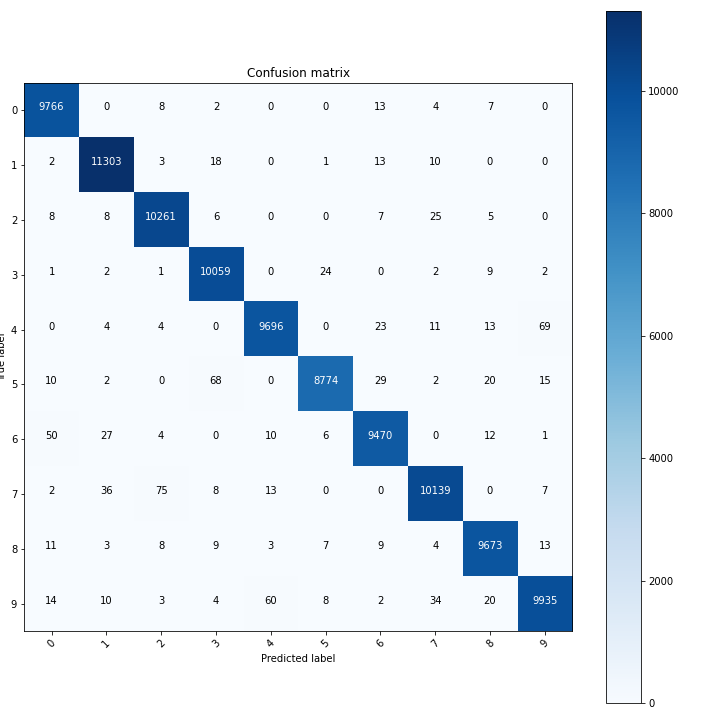 Confusion matrix
0 9766 0 8 2 0 0 13 4 7 0
1 2 11303 3 18 0 1 13 10 0 0
2 8 8 10261 6 0 0 7 25 5 0
3 1 2 1 10059 0 24 0 2 9 2
4 0 4 4 0 9696 0 23 11 13 69
5 10 2 0 68 0 8774 29 2 20 15
6 50 27 4 0 10 6 9470 0 12 1
7 2 36 75 8 13 0 0 10139 0 7
8 11 3 8 9 3 7 9 4 9673 13
9 14 10 3 4 60 8 2 34 20 9935
0 1 2 3 4 5 6 7 8 9
Predicted label
True label
10000
8000
6000
4000
2000
0